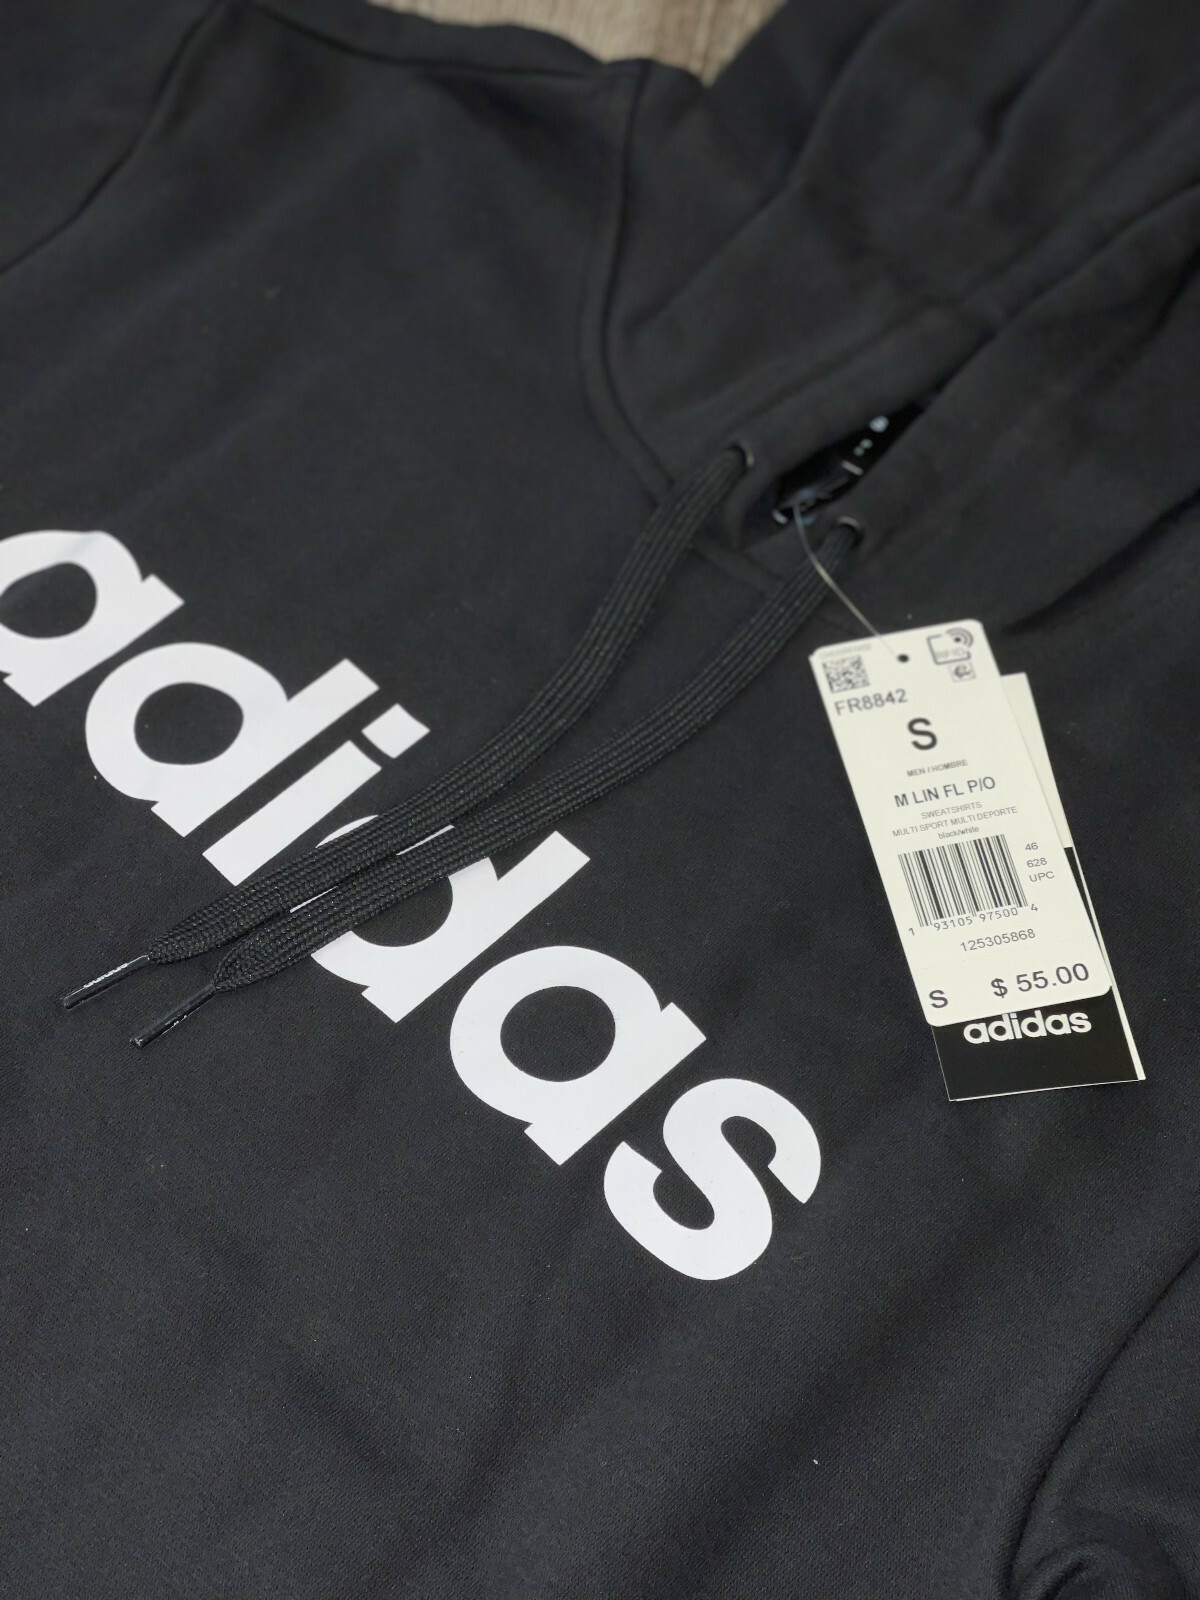 adidas
RFID
FR8842
S
MEN / HOMBRE
M LIN FL P/O
SWEATSHIRTS
MULTI SPORT MULTI DEPORTE
black/white
46
628
UPC
1 93105 97500 4
125305868
S $ 55.00
adidas